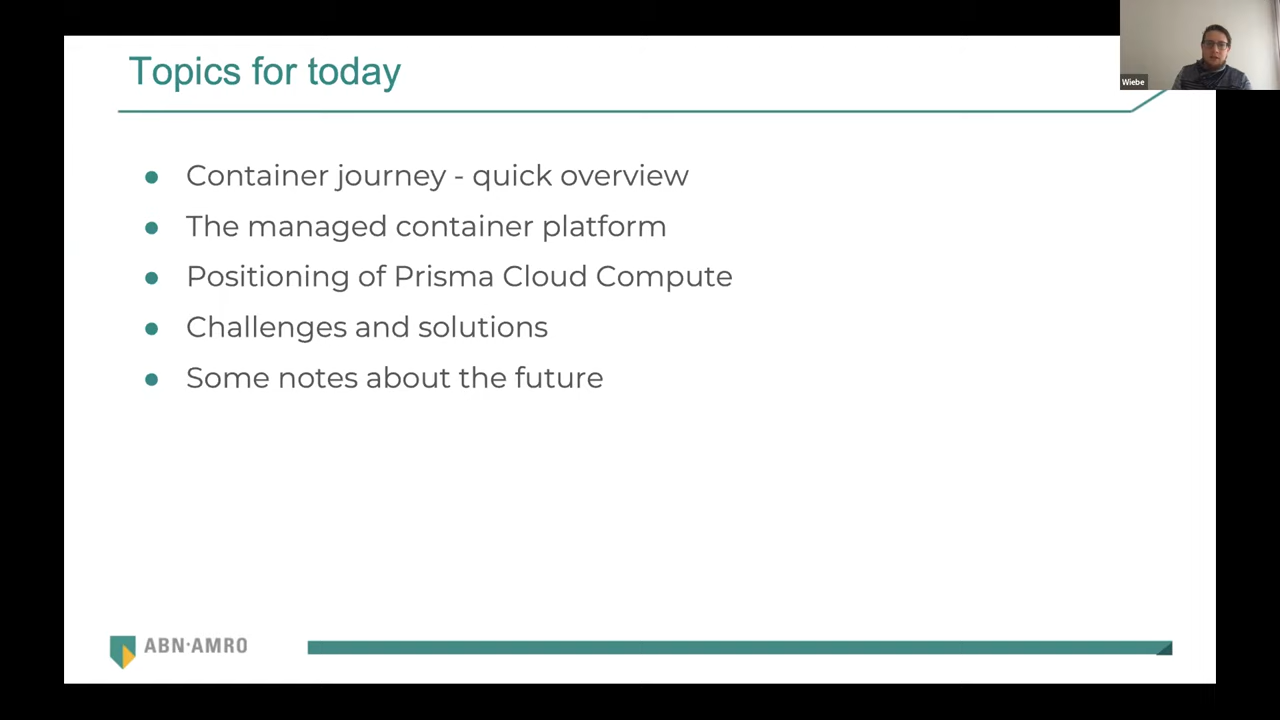 Topics for today
Wiebe
● Container journey - quick overview
● The managed container platform
● Positioning of Prisma Cloud Compute
● Challenges and solutions
● Some notes about the future
ABN·AMRO